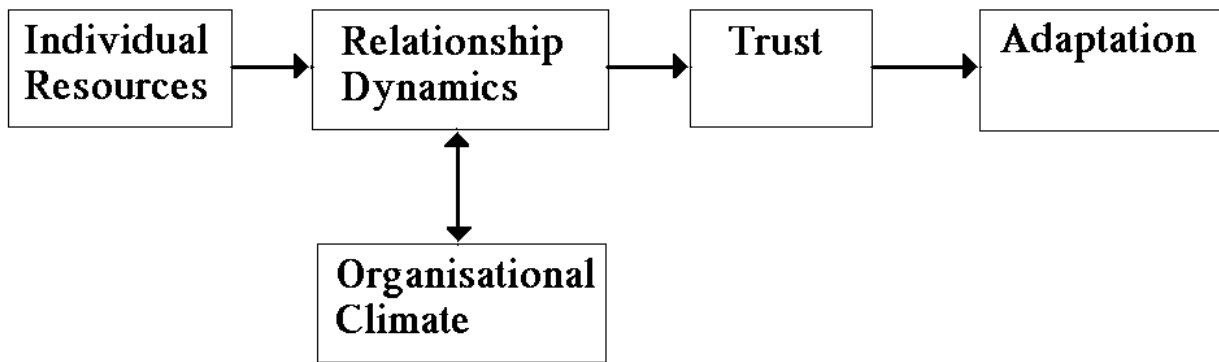 Individual
Resources
Relationship
Dynamics
Trust
Adaptation
Organisational
Climate